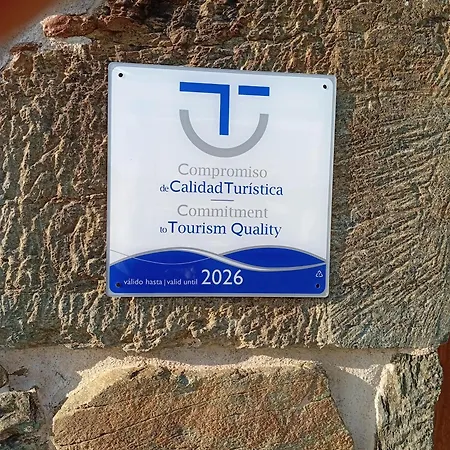 Compromiso
de Calidad Turística
Commitment
to Tourism Quality
válido hasta | valid until 2026